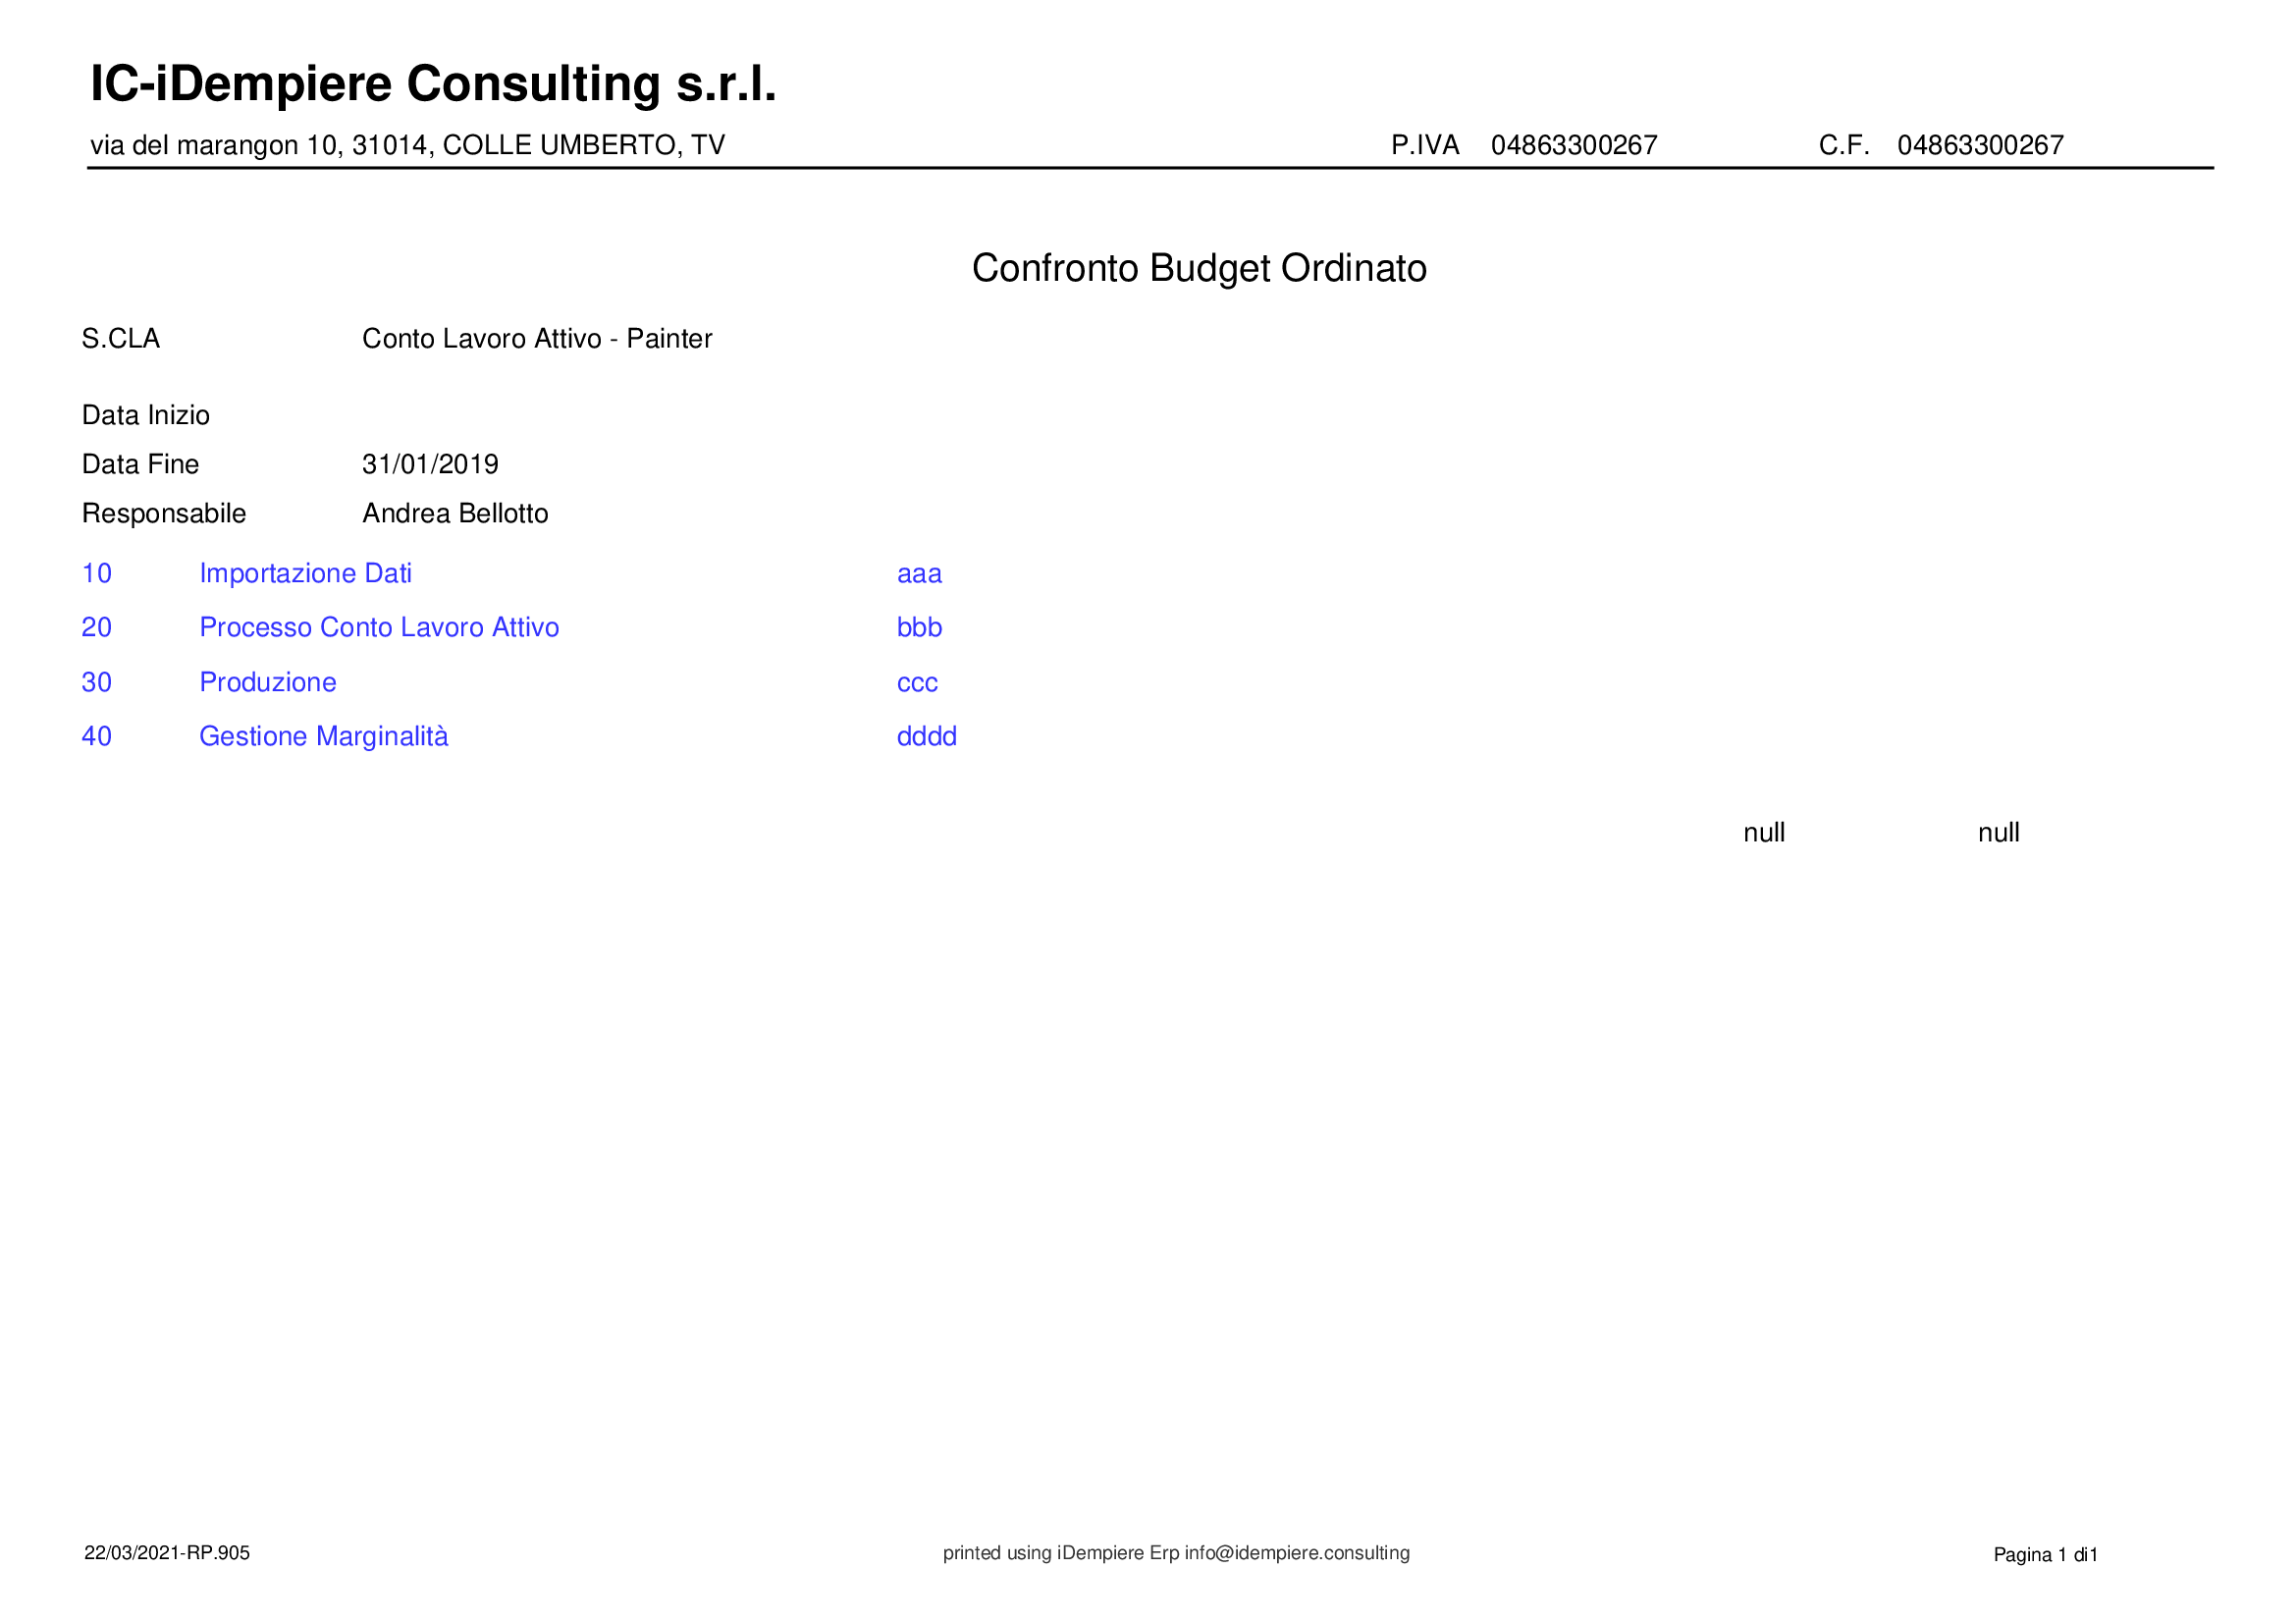 IC-iDempiere Consulting s.r.l.
via del marangon 10, 31014, COLLE UMBERTO, TV P.IVA 04863300267 C.F. 04863300267
Confronto Budget Ordinato
S.CLA Conto Lavoro Attivo - Painter
Data Inizio
Data Fine 31/01/2019
Responsabile Andrea Bellotto
10 Importazione Dati aaa
20 Processo Conto Lavoro Attivo bbb
30 Produzione ccc
40 Gestione Marginalità dddd
null null
22/03/2021-RP.905 printed using iDempiere Erp info@idempiere.consulting Pagina 1 di1